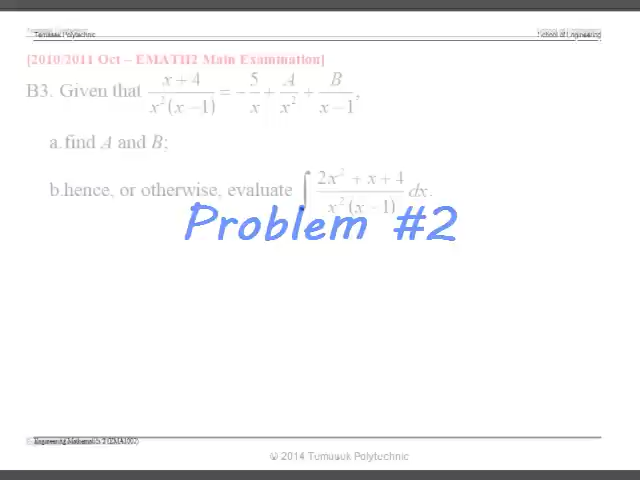 Temasek Polytechnic School of Engineering
[2010/2011 Oct – EMATH2 Main Examination]
B3. Given that (x + 4)/(x²(x − 1)) = −5/x + A/x² + B/(x − 1),
a. find A and B;
b. hence, or otherwise, evaluate ∫ (2x² + x + 4)/(x²(x − 1)) dx.
Problem #2
Engineering Mathematics 2 (EMA1002)
© 2014 Temasek Polytechnic